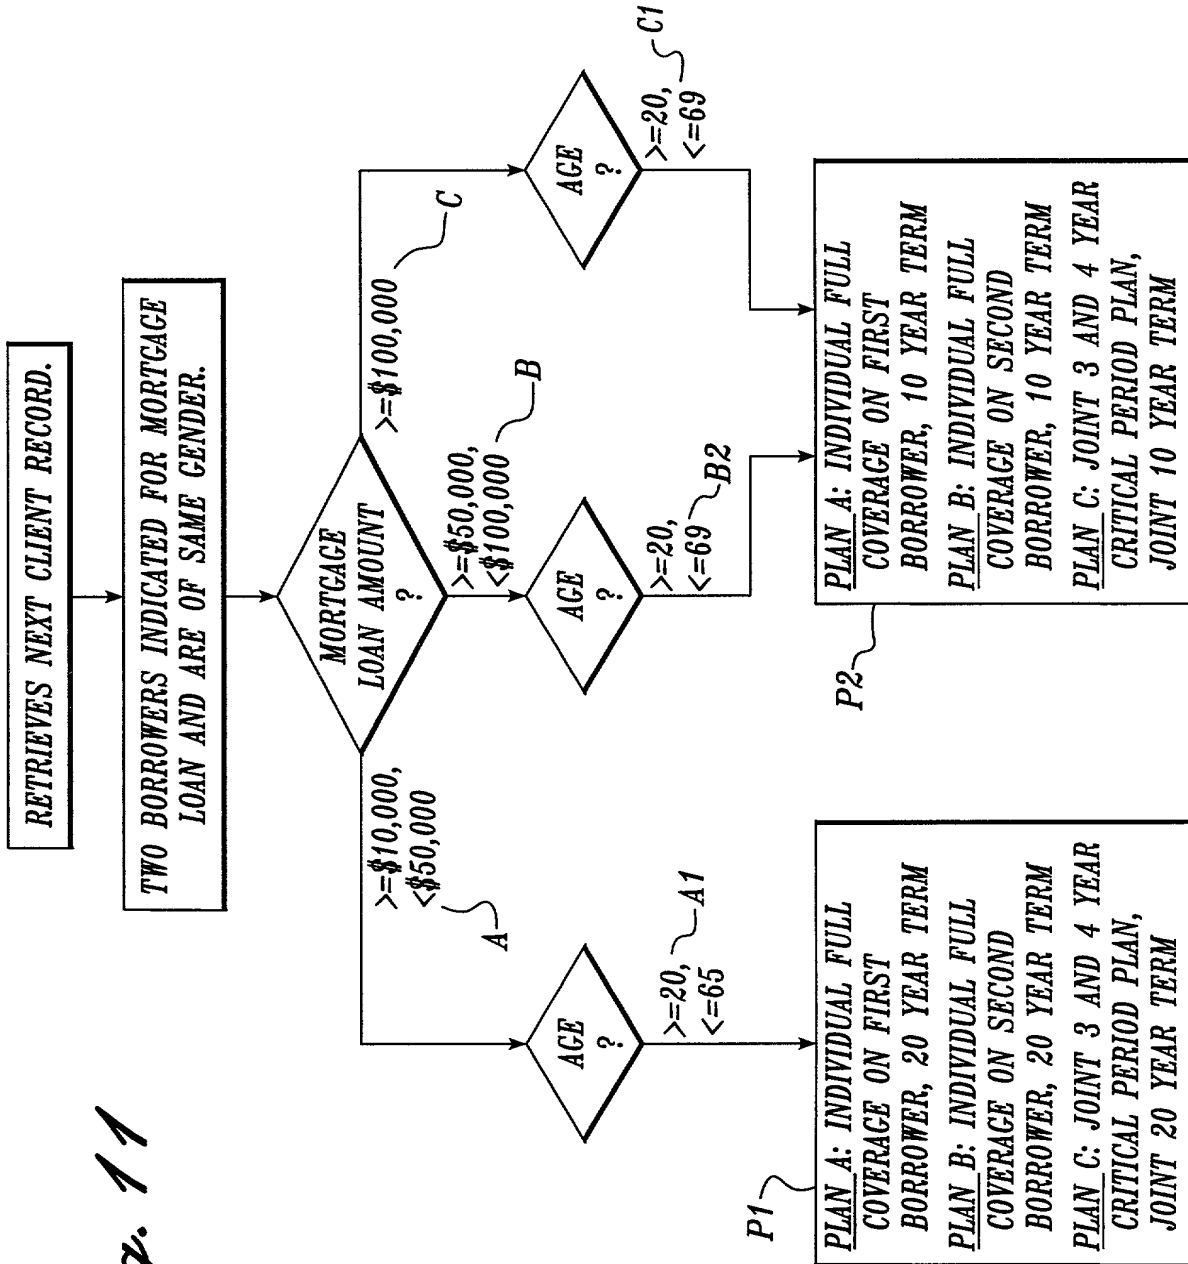 RETRIEVES NEXT CLIENT RECORD.
TWO BORROWERS INDICATED FOR MORTGAGE
LOAN AND ARE OF SAME GENDER.
MORTGAGE
LOAN AMOUNT
?
>=$10,000,
<$50,000
A
>=$50,000,
<$100,000
B
>=$100,000
C
AGE
?
>=20,
<=65
A1
AGE
?
>=20,
<=69
B2
AGE
?
>=20,
<=69
C1
P1
PLAN A: INDIVIDUAL FULL
COVERAGE ON FIRST
BORROWER, 20 YEAR TERM
PLAN B: INDIVIDUAL FULL
COVERAGE ON SECOND
BORROWER, 20 YEAR TERM
PLAN C: JOINT 3 AND 4 YEAR
CRITICAL PERIOD PLAN,
JOINT 20 YEAR TERM
P2
PLAN A: INDIVIDUAL FULL
COVERAGE ON FIRST
BORROWER, 10 YEAR TERM
PLAN B: INDIVIDUAL FULL
COVERAGE ON SECOND
BORROWER, 10 YEAR TERM
PLAN C: JOINT 3 AND 4 YEAR
CRITICAL PERIOD PLAN,
JOINT 10 YEAR TERM
11